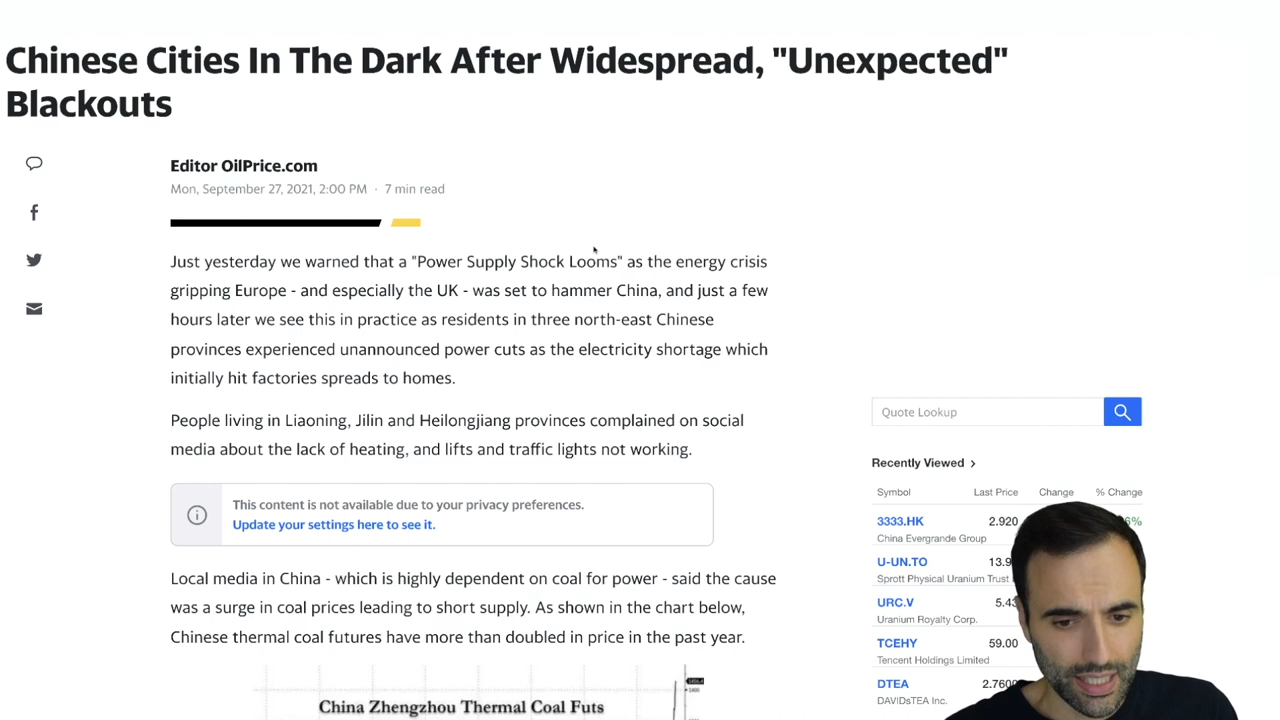 Chinese Cities In The Dark After Widespread, "Unexpected"
Blackouts
Editor OilPrice.com
Mon, September 27, 2021, 2:00 PM · 7 min read
Just yesterday we warned that a "Power Supply Shock Looms" as the energy crisis
gripping Europe - and especially the UK - was set to hammer China, and just a few
hours later we see this in practice as residents in three north-east Chinese
provinces experienced unannounced power cuts as the electricity shortage which
initially hit factories spreads to homes.
People living in Liaoning, Jilin and Heilongjiang provinces complained on social
media about the lack of heating, and lifts and traffic lights not working.
This content is not available due to your privacy preferences.
Update your settings here to see it.
Local media in China - which is highly dependent on coal for power - said the cause
was a surge in coal prices leading to short supply. As shown in the chart below,
Chinese thermal coal futures have more than doubled in price in the past year.
China Zhengzhou Thermal Coal Futs
Quote Lookup
Recently Viewed >
Symbol Last Price Change % Change
3333.HK 2.920
China Evergrande Group
U-UN.TO 13.9
Sprott Physical Uranium Trust
URC.V 5.43
Uranium Royalty Corp.
TCEHY 59.00
Tencent Holdings Limited
DTEA 2.7600
DAVIDsTEA Inc.